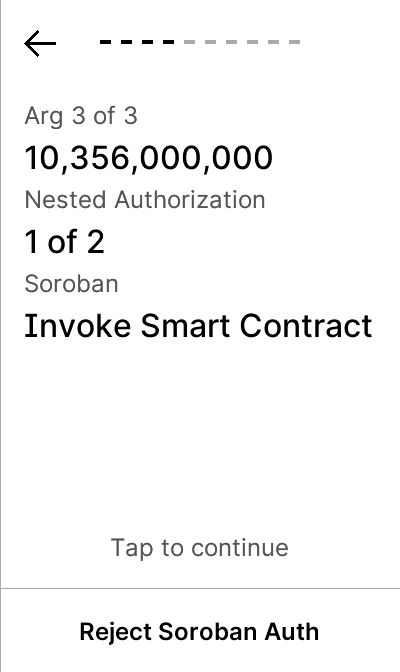 Arg 3 of 3
10,356,000,000
Nested Authorization
1 of 2
Soroban
Invoke Smart Contract
Tap to continue
Reject Soroban Auth